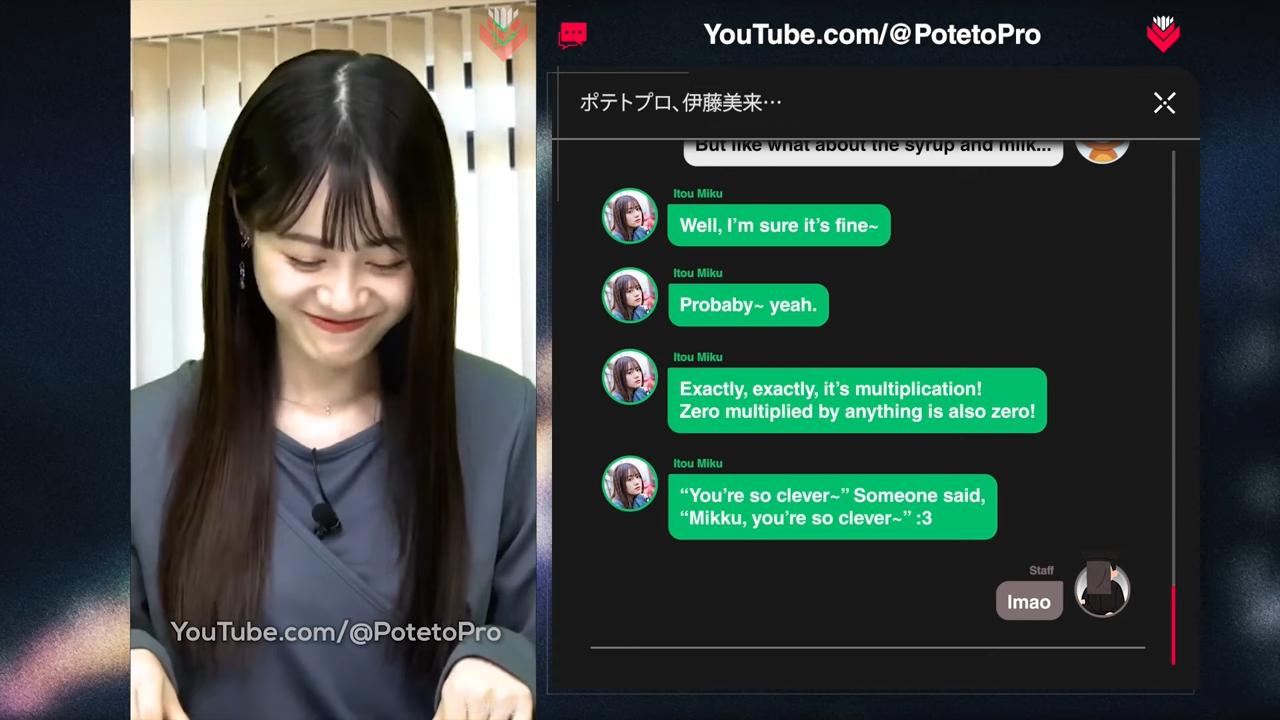 YouTube.com/@PotetoPro
YouTube.com/@PotetoPro
ポテトプロ、伊藤美来…
But like what about the syrup and milk...
Itou Miku
Well, I'm sure it's fine~
Itou Miku
Probaby~ yeah.
Itou Miku
Exactly, exactly, it's multiplication!
Zero multiplied by anything is also zero!
Itou Miku
“You're so clever~” Someone said,
“Mikku, you're so clever~” :3
Staff
lmao